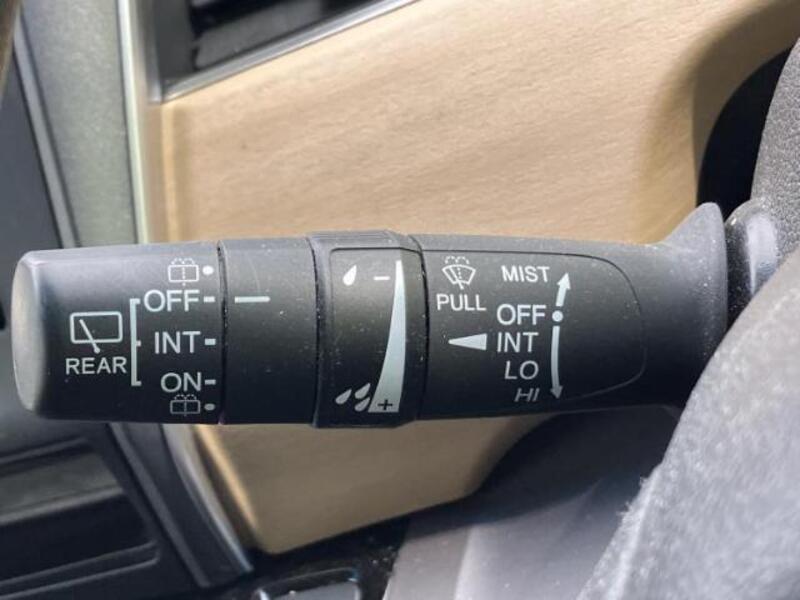 OFF
INT
REAR
ON
-
+
PULL
MIST
OFF
INT
LO
HI